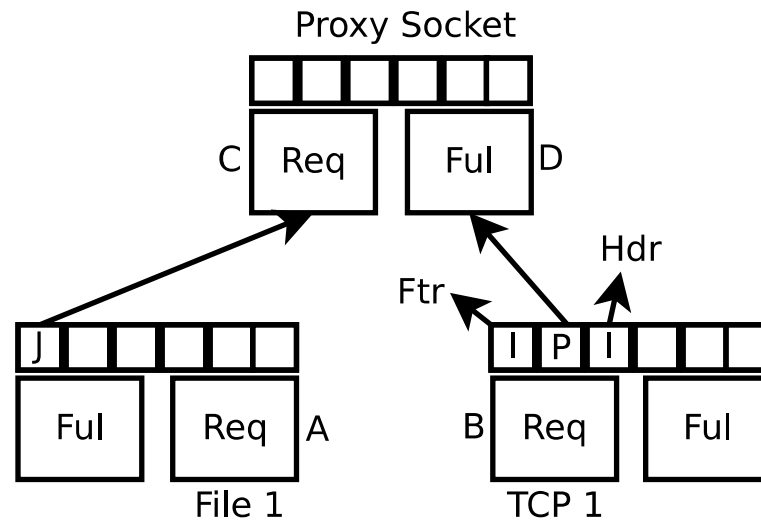 Proxy Socket
C Req Ful D
Hdr
Ftr
J I P I
Ful Req A B Req Ful
File 1 TCP 1